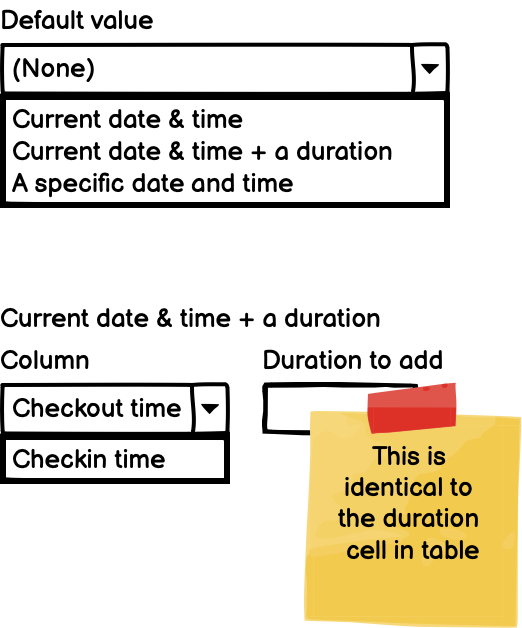 Default value
(None)
Current date & time
Current date & time + a duration
A specific date and time
Current date & time + a duration
Column
Duration to add
Checkout time
Checkin time
This is
identical to
the duration
cell in table